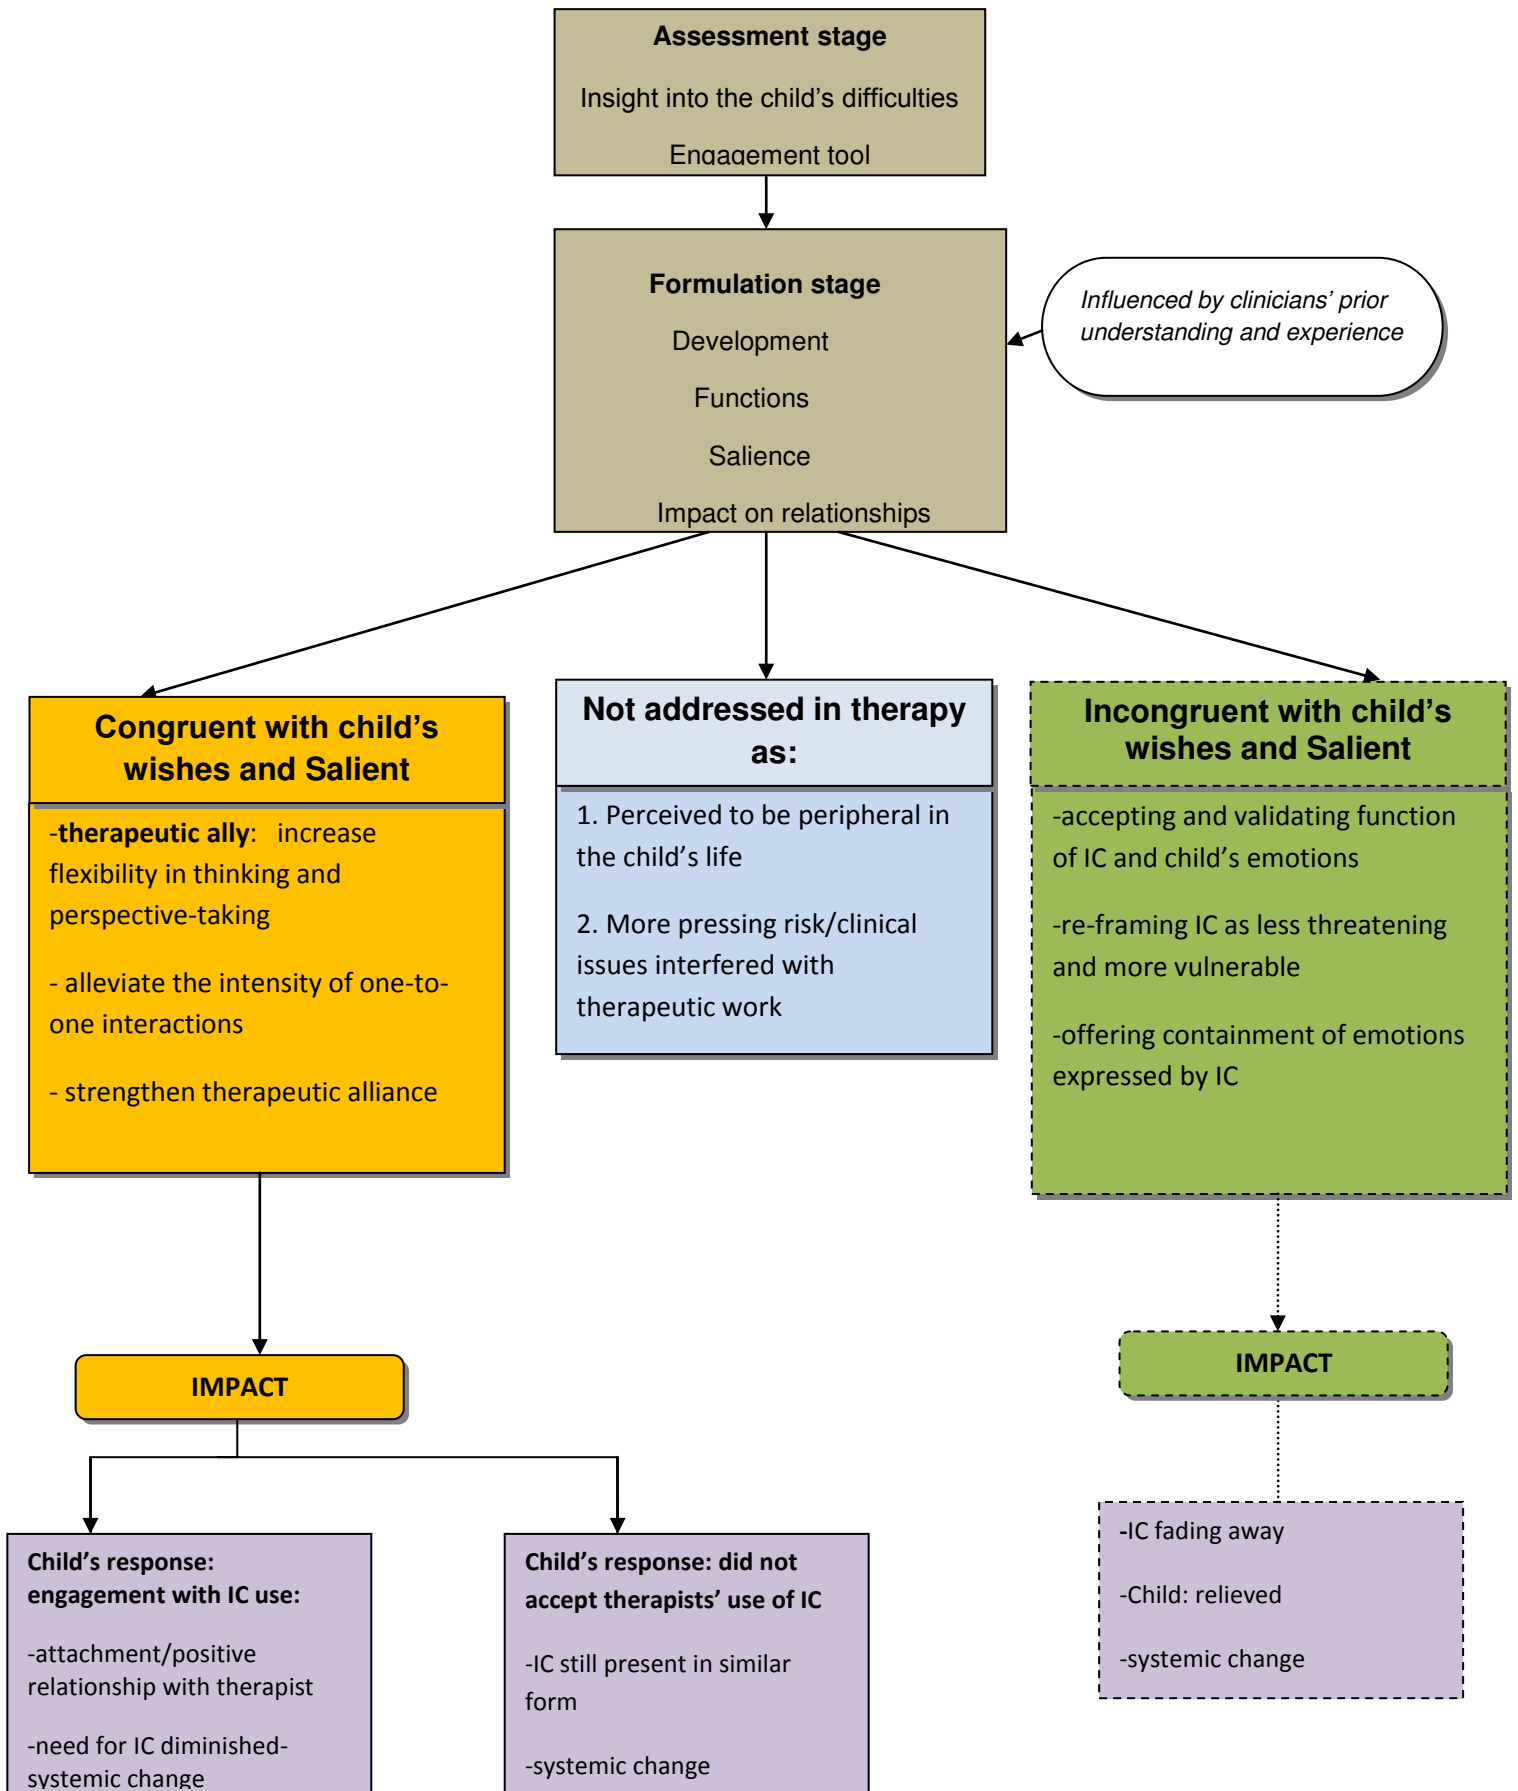 Assessment stage
Insight into the child's difficulties
Engagement tool
Formulation stage
Development
Functions
Salience
Impact on relationships
Influenced by clinicians' prior
understanding and experience
Congruent with child's
wishes and Salient
-therapeutic ally: increase
flexibility in thinking and
perspective-taking
- alleviate the intensity of one-to-
one interactions
- strengthen therapeutic alliance
Not addressed in therapy
as:
1. Perceived to be peripheral in
the child's life
2. More pressing risk/clinical
issues interfered with
therapeutic work
Incongruent with child's
wishes and Salient
-accepting and validating function
of IC and child's emotions
-re-framing IC as less threatening
and more vulnerable
-offering containment of emotions
expressed by IC
IMPACT
IMPACT
Child's response:
engagement with IC use:
-attachment/positive
relationship with therapist
-need for IC diminished-
systemic change
Child's response: did not
accept therapists' use of IC
-IC still present in similar
form
-systemic change
-IC fading away
-Child: relieved
-systemic change